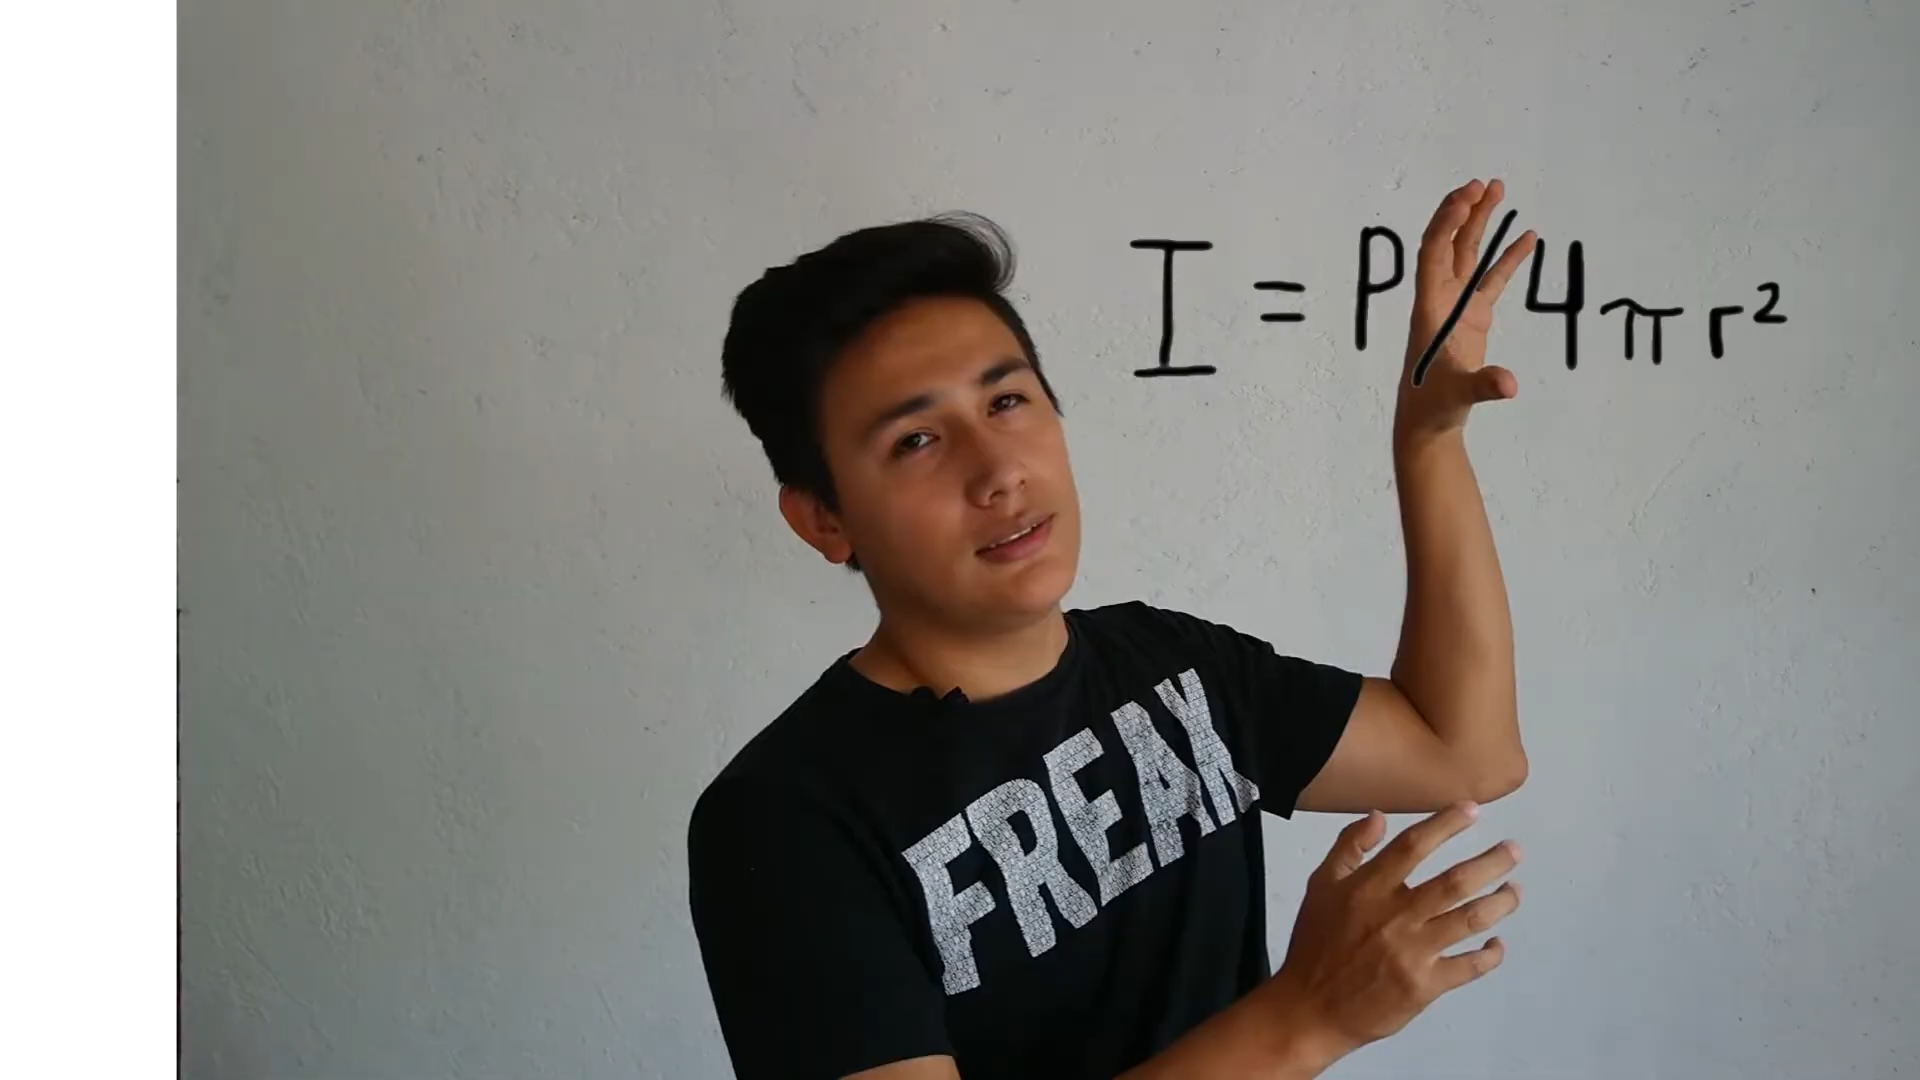 I = P/4πr²
FREAK